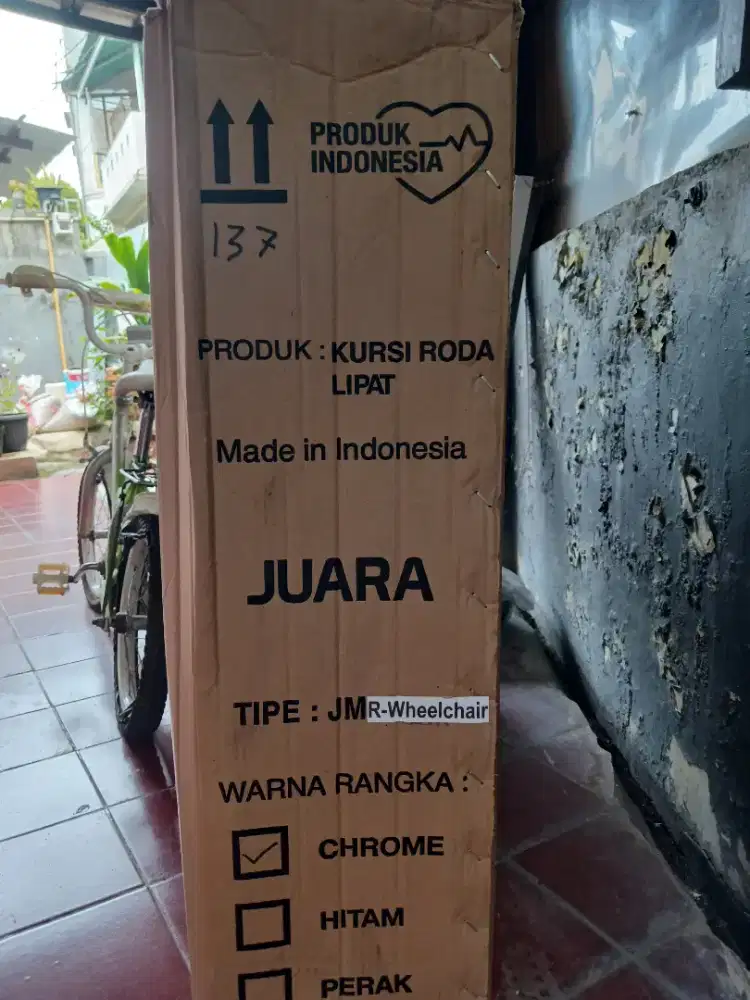 PRODUK
INDONESIA
137
PRODUK : KURSI RODA
LIPAT
Made in Indonesia
JUARA
TIPE : JMR-Wheelchair
WARNA RANGKA :
CHROME
HITAM
PERAK